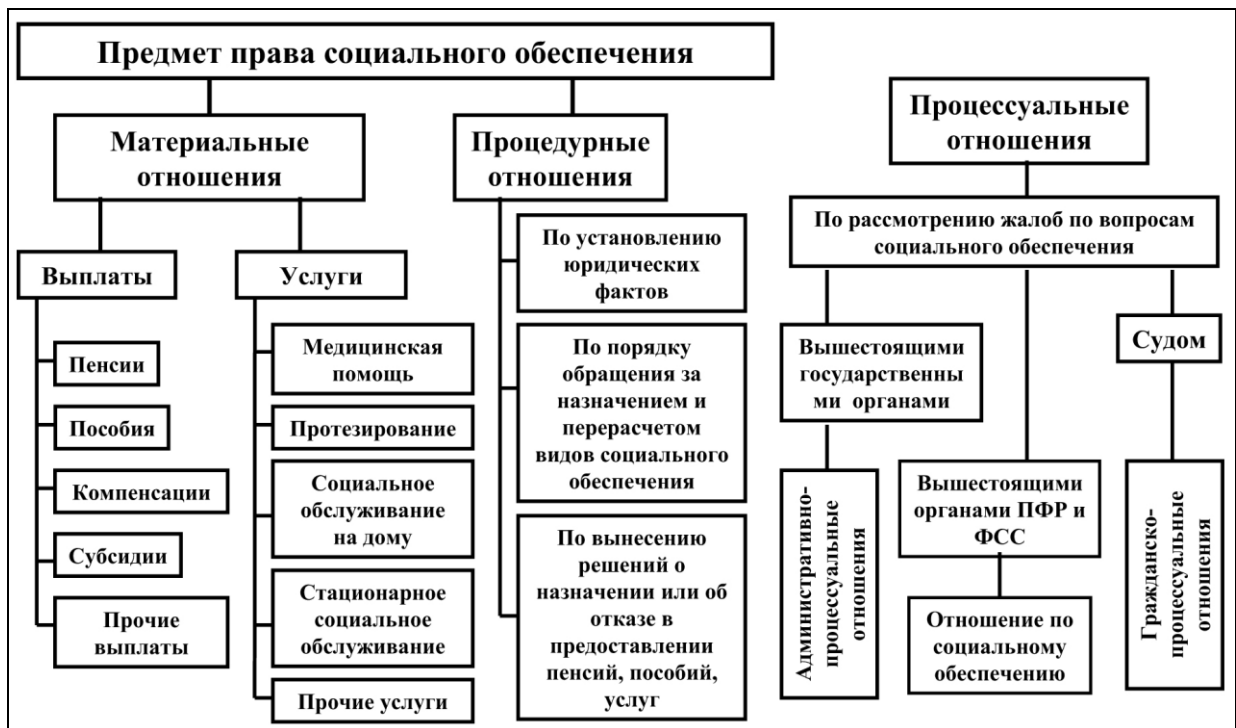 Предмет права социального обеспечения
Материальные
отношения
Выплаты
Пенсии
Пособия
Компенсации
Субсидии
Прочие
выплаты
Услуги
Медицинская
помощь
Протезирование
Социальное
обслуживание
на дому
Стационарное
социальное
обслуживание
Прочие услуги
Процедурные
отношения
По установлению
юридических
фактов
По порядку
обращения за
назначением и
перерасчетом
видов социального
обеспечения
По вынесению
решений о
назначении или об
отказе в
предоставлении
пенсий, пособий,
услуг
Процессуальные
отношения
По рассмотрению жалоб по вопросам
социального обеспечения
Вышестоящими
государственны
ми органами
Административно-
процессуальные
отношения
Вышестоящими
органами ПФР и
ФСС
Отношение по
социальному
обеспечению
Судом
Гражданско-
процессуальные
отношения